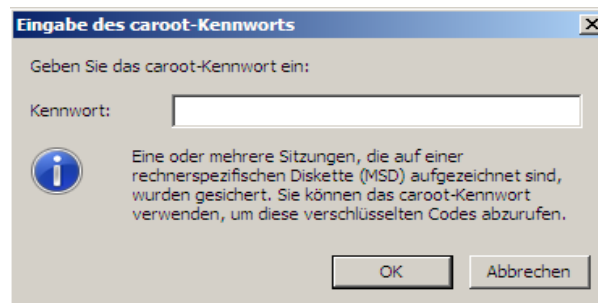 Eingabe des caroot-Kennworts
Geben Sie das caroot-Kennwort ein:
Kennwort:
Eine oder mehrere Sitzungen, die auf einer
rechnerspezifischen Diskette (MSD) aufgezeichnet sind,
wurden gesichert. Sie können das caroot-Kennwort
verwenden, um diese verschlüsselten Codes abzurufen.
OK
Abbrechen